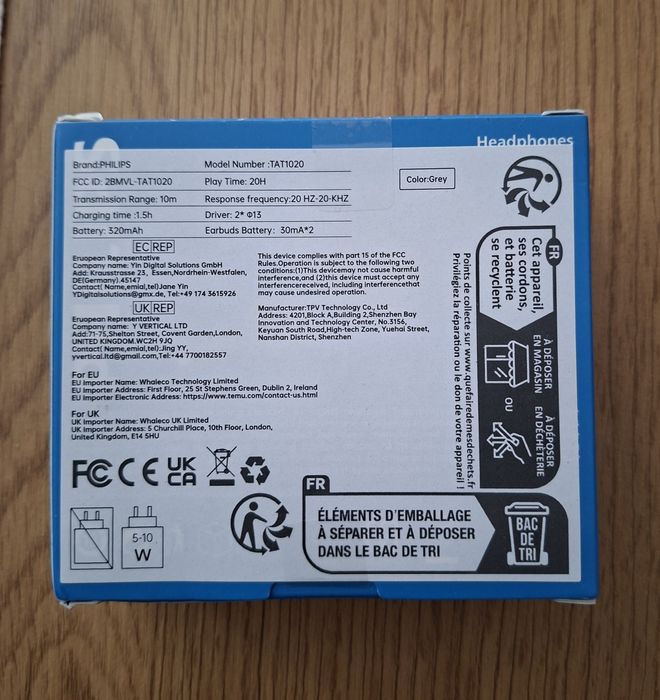 Headphones
Brand:PHILIPS Model Number :TAT1020
FCC ID: 2BMVL-TAT1020 Play Time: 20H
Color:Grey
Transmission Range: 10m Response frequency:20 HZ-20-KHZ
Charging time :1.5h Driver: 2* Φ13
Battery: 320mAh Earbuds Battery: 30mA*2
EC REP
Eruopean Representative
Company name: Yin Digital Solutions GmbH
Add: Krausstrasse 23, Essen,Nordrhein-Westfalen,
DE(Germany).45147
Contact( Name,emial,tel)Jane Yin
YDigitalsolutions@gmx.de, Tel:+49 174 3615926
UK REP
Eruopean Representative
Company name: Y VERTICAL LTD
Add:71-75,Shelton Street, Covent Garden,London,
UNITED KINGDOM.WC2H 9JQ
Contact( Name,emial,tel):Jing YY,
yvertical.ltd@gmail.com,Tel:+44 7700182557
This device complies with part 15 of the FCC
Rules.Operation is subject to the following two
conditions:(1)This devicemay not cause harmful
interference,and (2)this device must accept any
interferencereceived, including interferencethat
may cause undesired operation.
Manufacturer:TPV Technology Co., Ltd
Address: 4201,Block A,Building 2,Shenzhen Bay
Innovation and Technology Center, No.3156,
Keyuan South Road,High-tech Zone, Yuehai Street,
Nanshan District, Shenzhen
For EU
EU Importer Name: Whaleco Technology Limited
EU Importer Address: First Floor, 25 St Stephens Green, Dublin 2, Ireland
EU Importer Electronic Address: https://www.temu.com/contact-us.html
For UK
UK Importer Name: Whaleco UK Limited
UK Importer Address: 5 Churchill Place, 10th Floor, London,
United Kingdom, E14 5HU
FC CE UK
CA
5-10
W
FR
Cet appareil,
ses cordons,
et batterie
se recyclent
À DÉPOSER
EN MAGASIN
OU
À DÉPOSER
EN DÉCHÈTERIE
Points de collecte sur www.quefairedemesdechets.fr
Privilégiez la réparation ou le don de votre appareil !
FR
ÉLÉMENTS D'EMBALLAGE
À SÉPARER ET À DÉPOSER
DANS LE BAC DE TRI
BAC
DE
TRI